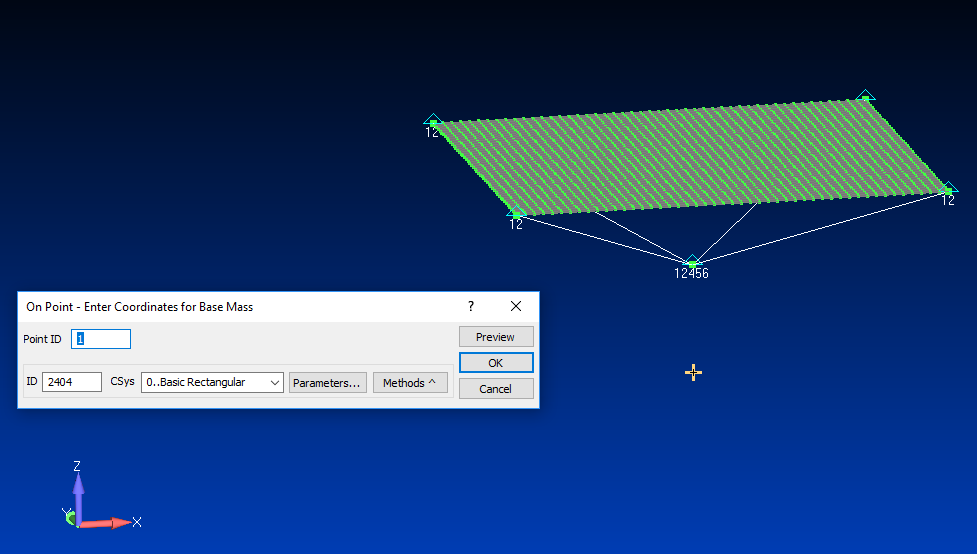 12
12
12
12456
On Point - Enter Coordinates for Base Mass
?
Point ID 1 Preview
OK
ID 2404 CSys 0..Basic Rectangular Parameters... Methods ^
Cancel
Z
Y
X